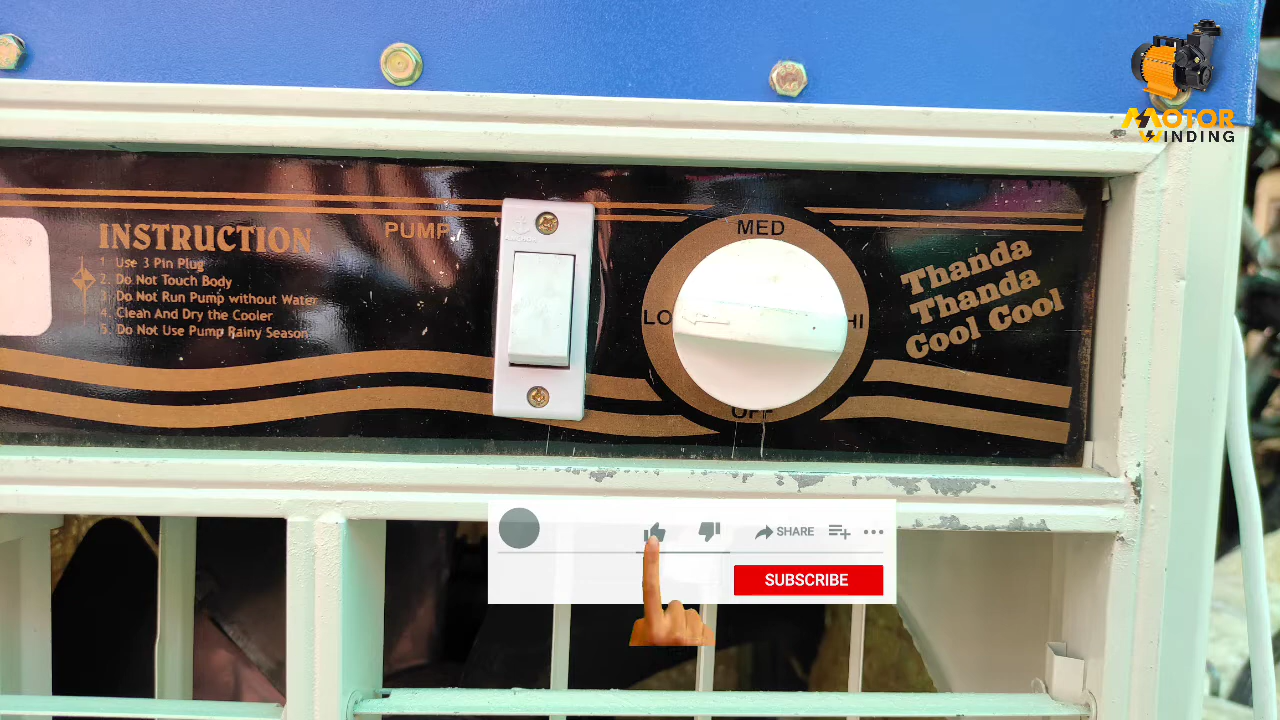 INSTRUCTION
1 Use 3 Pin Plug
2. Do Not Touch Body
3. Do Not Run Pump without Water
4. Clean And Dry the Cooler
5. Do Not Use Pump Rainy Season
PUMP
ANCHOR
MED
LO
HI
OFF
Thanda
Thanda
Cool Cool
MOTOR
WINDING
SHARE
SUBSCRIBE